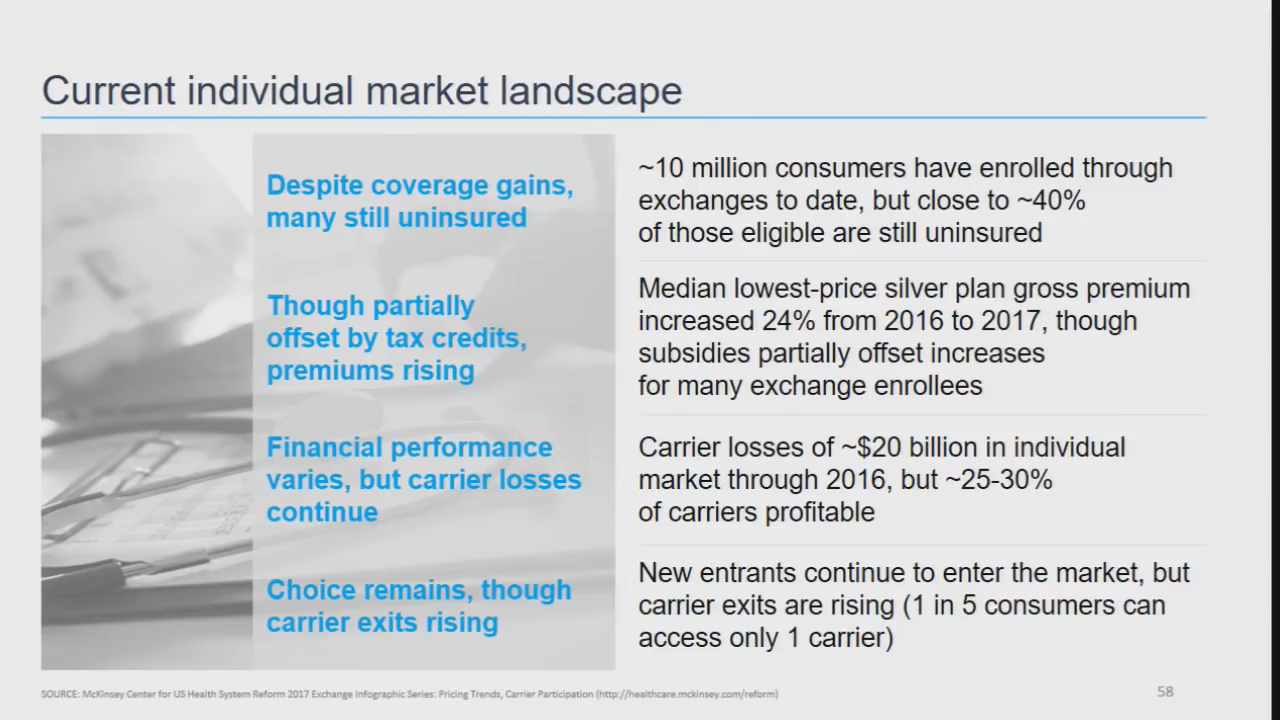 Current individual market landscape
Despite coverage gains,
many still uninsured
~10 million consumers have enrolled through
exchanges to date, but close to ~40%
of those eligible are still uninsured
Though partially
offset by tax credits,
premiums rising
Median lowest-price silver plan gross premium
increased 24% from 2016 to 2017, though
subsidies partially offset increases
for many exchange enrollees
Financial performance
varies, but carrier losses
continue
Carrier losses of ~$20 billion in individual
market through 2016, but ~25-30%
of carriers profitable
Choice remains, though
carrier exits rising
New entrants continue to enter the market, but
carrier exits are rising (1 in 5 consumers can
access only 1 carrier)
SOURCE: McKinsey Center for US Health System Reform 2017 Exchange Infographic Series: Pricing Trends, Carrier Participation (http://healthcare.mckinsey.com/reform)
58